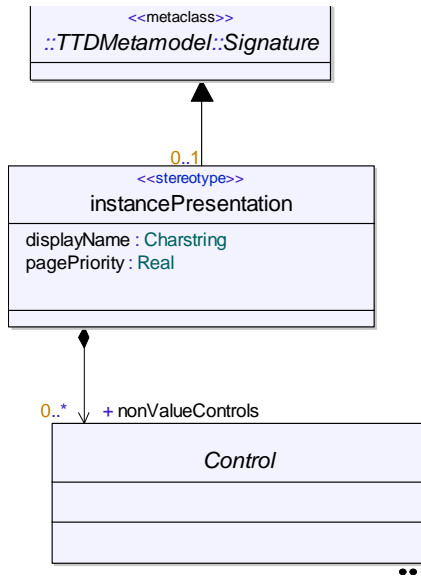 <<metaclass>>
::TTDMetamodel::Signature
0..1
<<stereotype>>
instancePresentation
displayName : Charstring
pagePriority : Real
0..* + nonValueControls
Control